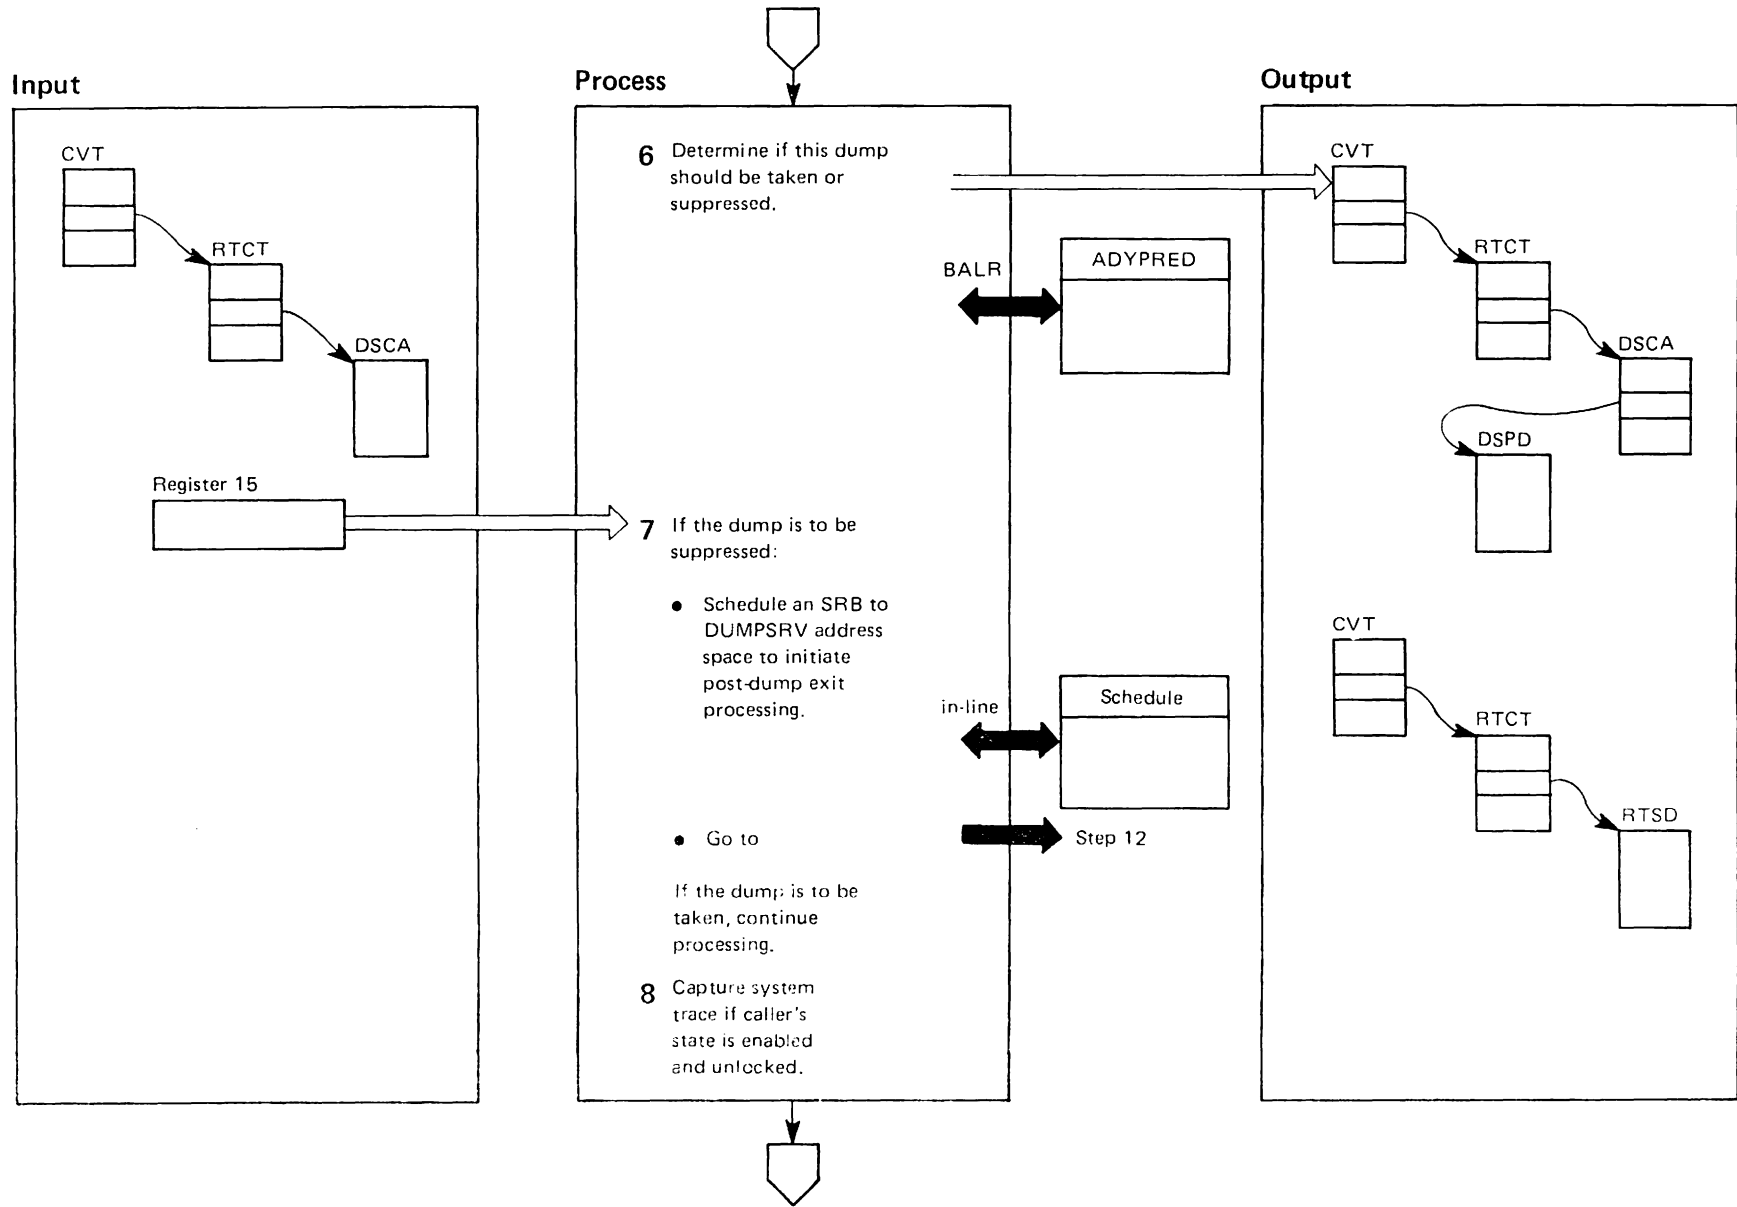 Input
CVT
RTCT
DSCA
Register 15
Process
6 Determine if this dump
should be taken or
suppressed.
BALR
ADYPRED
7 If the dump is to be
suppressed:
● Schedule an SRB to
DUMPSRV address
space to initiate
post-dump exit
processing.
in-line
Schedule
● Go to
Step 12
If the dump is to be
taken, continue
processing.
8 Capture system
trace if caller's
state is enabled
and unlocked.
Output
CVT
RTCT
DSCA
DSPD
CVT
RTCT
RTSD